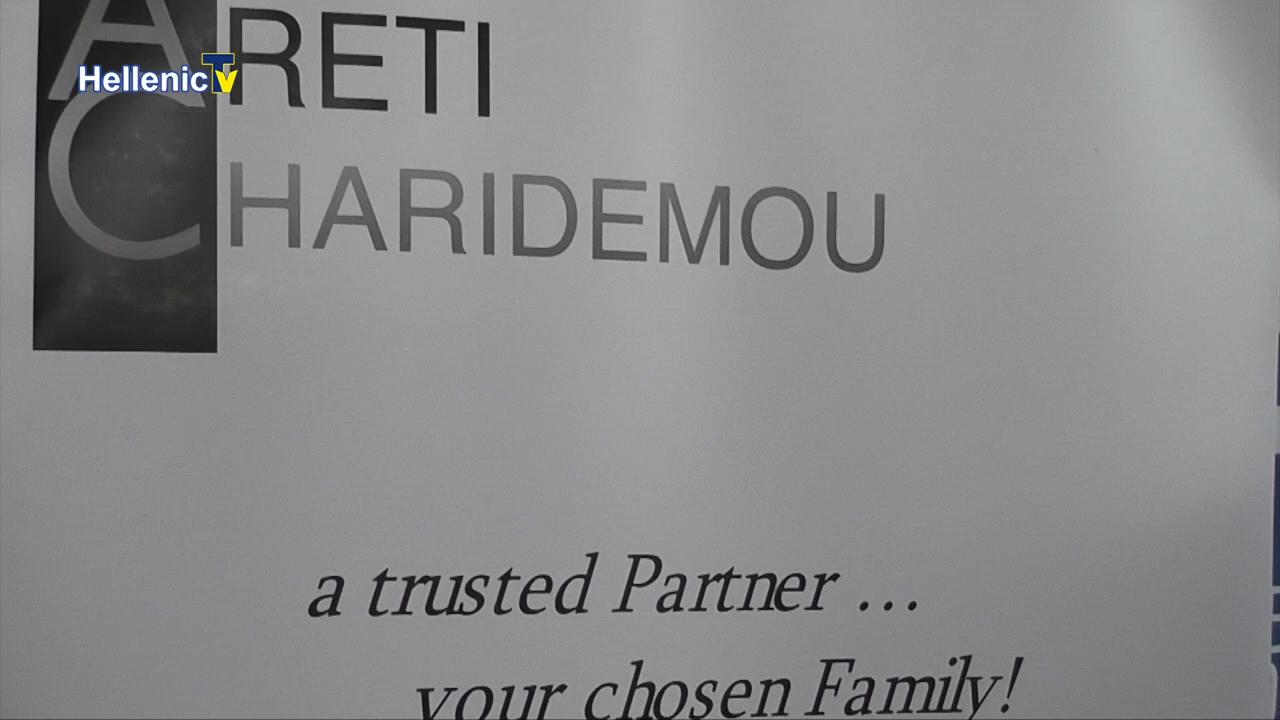 ARETI
HellenicTV
CHARIDEMOU
a trusted Partner ...
your chosen Family!